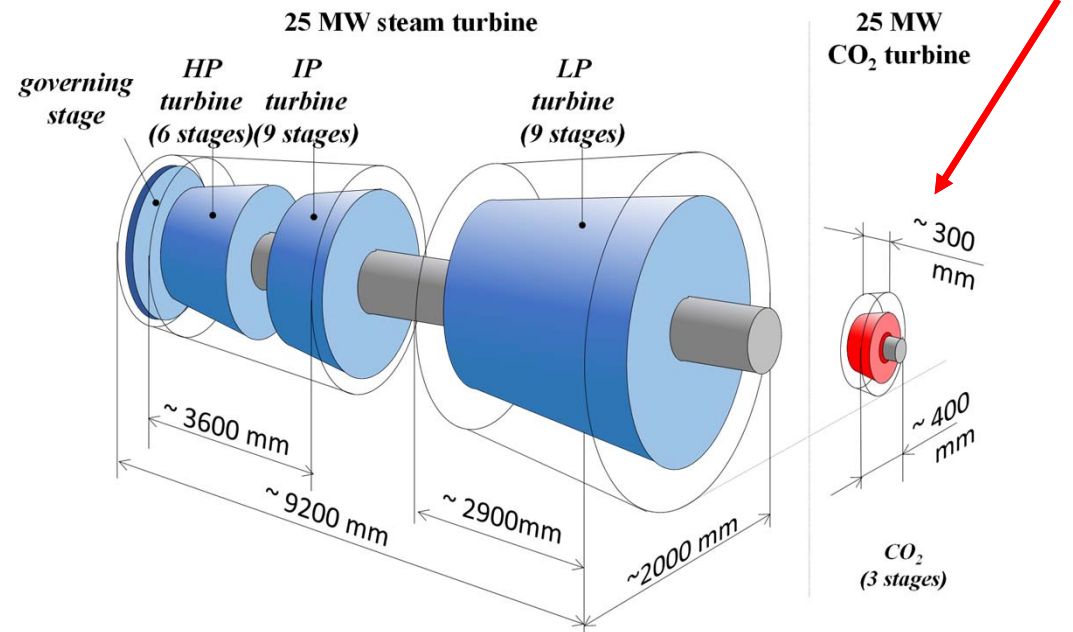 25 MW steam turbine
governing
stage
HP
turbine
(6 stages)
IP
turbine
(9 stages)
LP
turbine
(9 stages)
~ 3600 mm
~ 9200 mm
~ 2900mm
~2000 mm
25 MW
CO₂ turbine
~ 300
mm
~ 400
mm
CO₂
(3 stages)